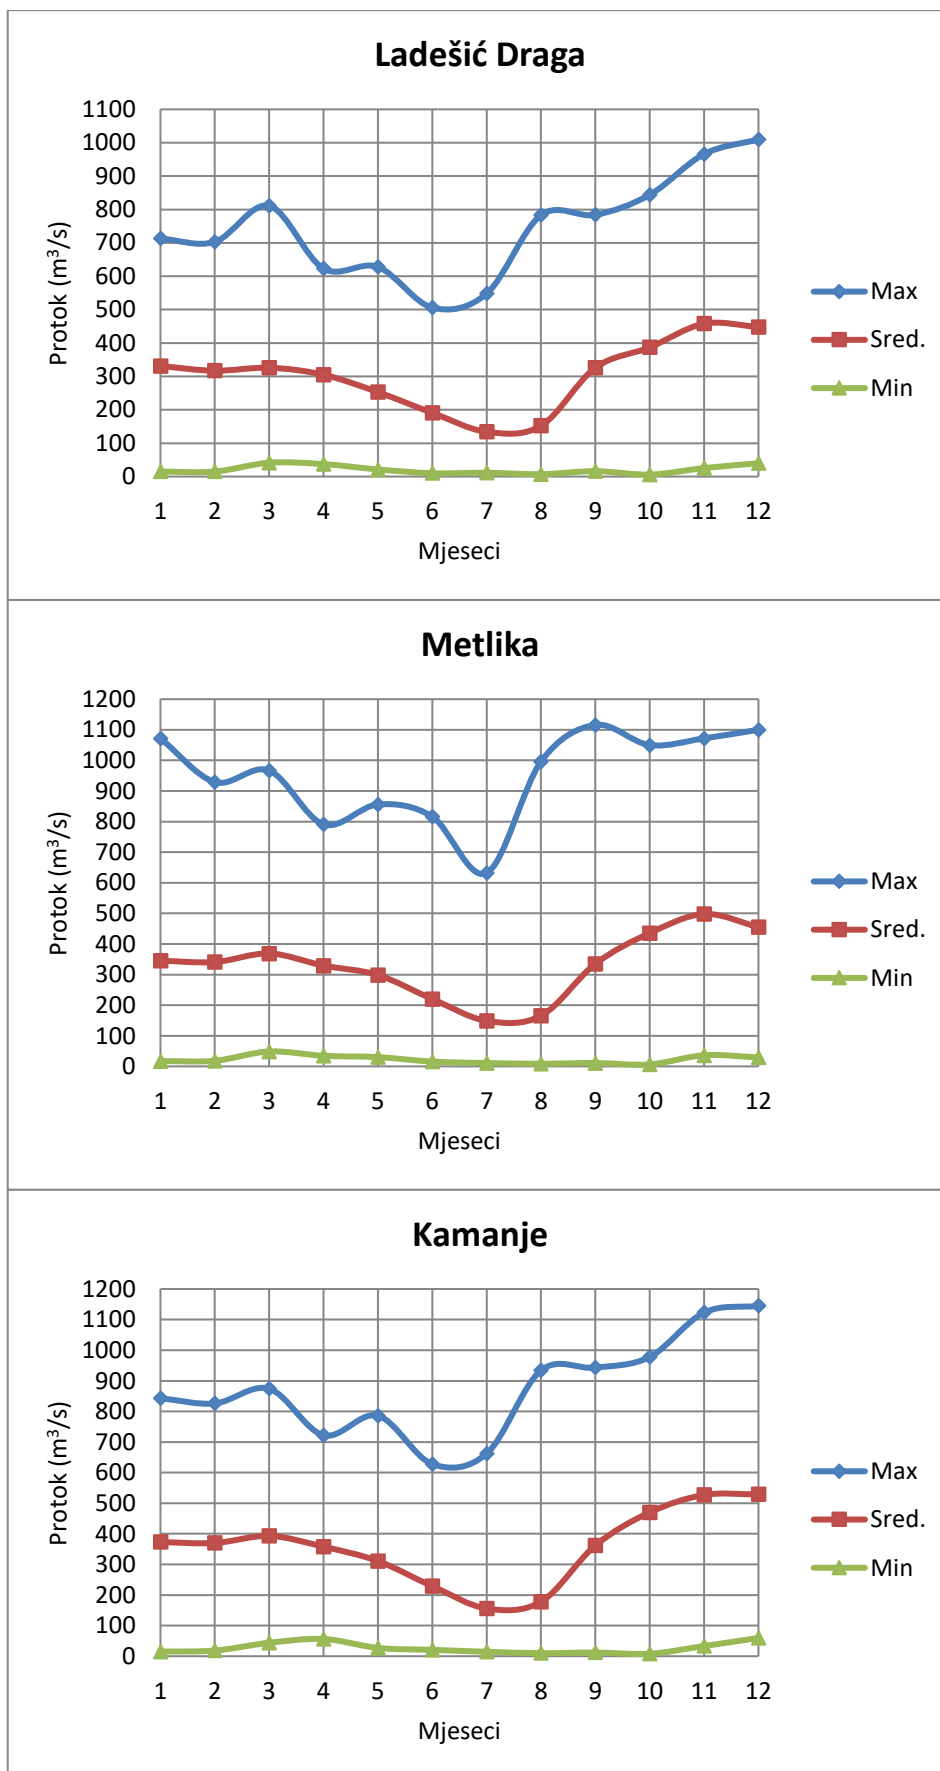 Ladešić Draga
1100
1000
900
800
700
600
500
400
300
200
100
0
Protok (m³/s)
1 2 3 4 5 6 7 8 9 10 11 12
Mjeseci
Max
Sred.
Min
Metlika
1200
1100
1000
900
800
700
600
500
400
300
200
100
0
Protok (m³/s)
1 2 3 4 5 6 7 8 9 10 11 12
Mjeseci
Max
Sred.
Min
Kamanje
1200
1100
1000
900
800
700
600
500
400
300
200
100
0
Protok (m³/s)
1 2 3 4 5 6 7 8 9 10 11 12
Mjeseci
Max
Sred.
Min